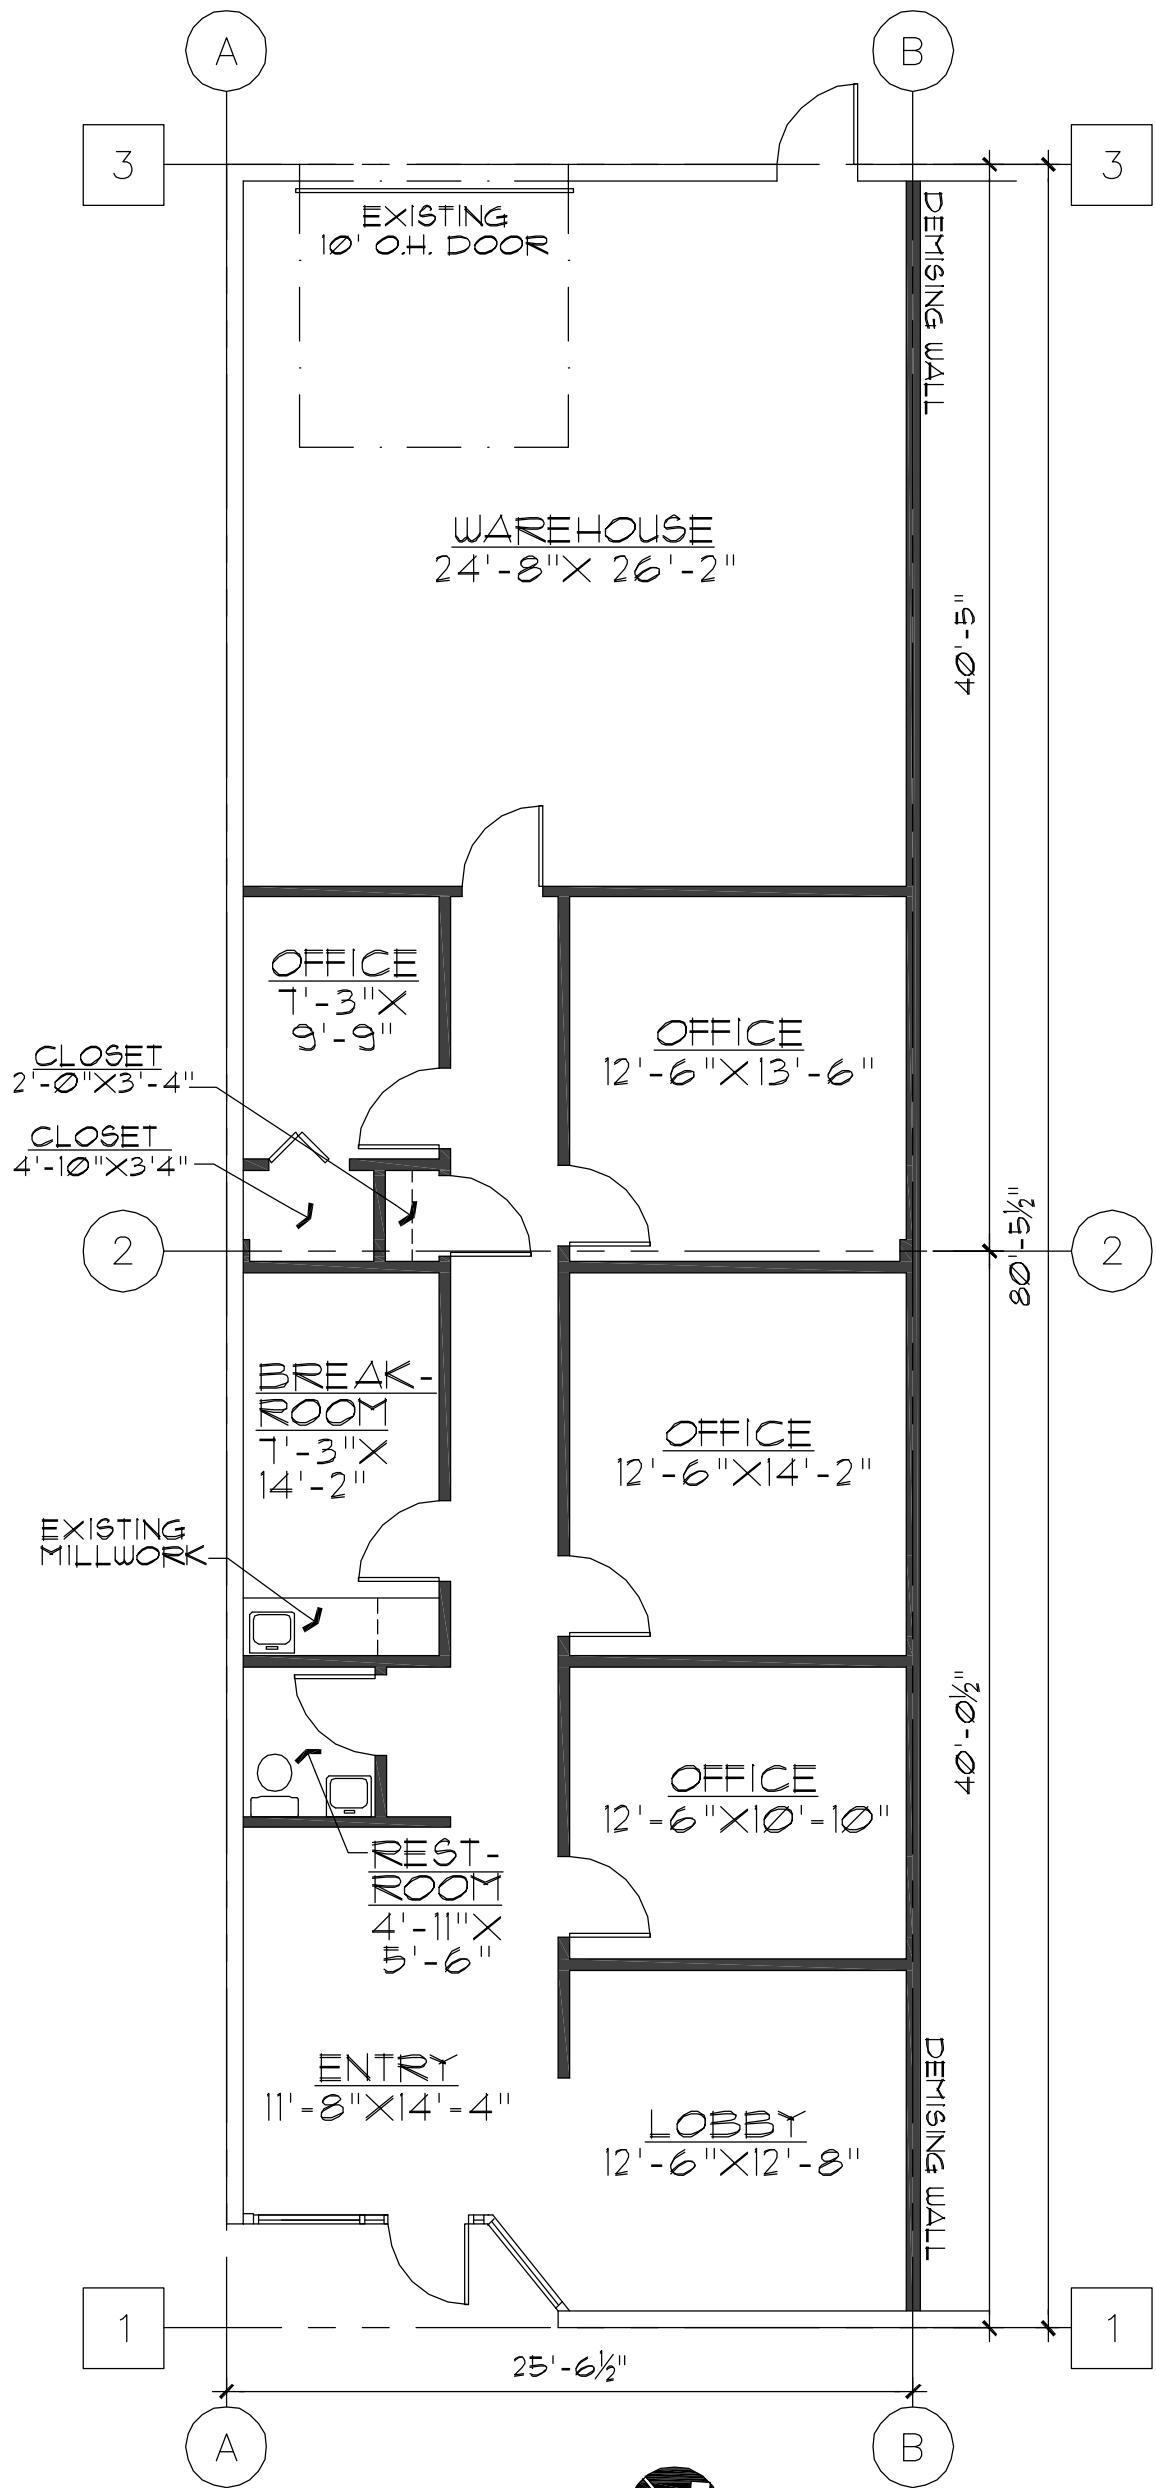 A
B
3
3
EXISTING
10' O.H. DOOR
DEMISING WALL
WAREHOUSE
24'-8"X 26'-2"
40'-5"
OFFICE
7'-3"X
9'-9"
OFFICE
12'-6"X13'-6"
CLOSET
2'-0"X3'-4"
CLOSET
4'-10"X3'4"
2
2
80'-5½"
BREAK-
ROOM
7'-3"X
14'-2"
OFFICE
12'-6"X14'-2"
EXISTING
MILLWORK
40'-0½"
OFFICE
12'-6"X10'-10"
REST-
ROOM
4'-11"X
5'-6"
ENTRY
11'-8"X14'-4"
LOBBY
12'-6"X12'-8"
DEMISING WALL
1
1
25'-6½"
A
B